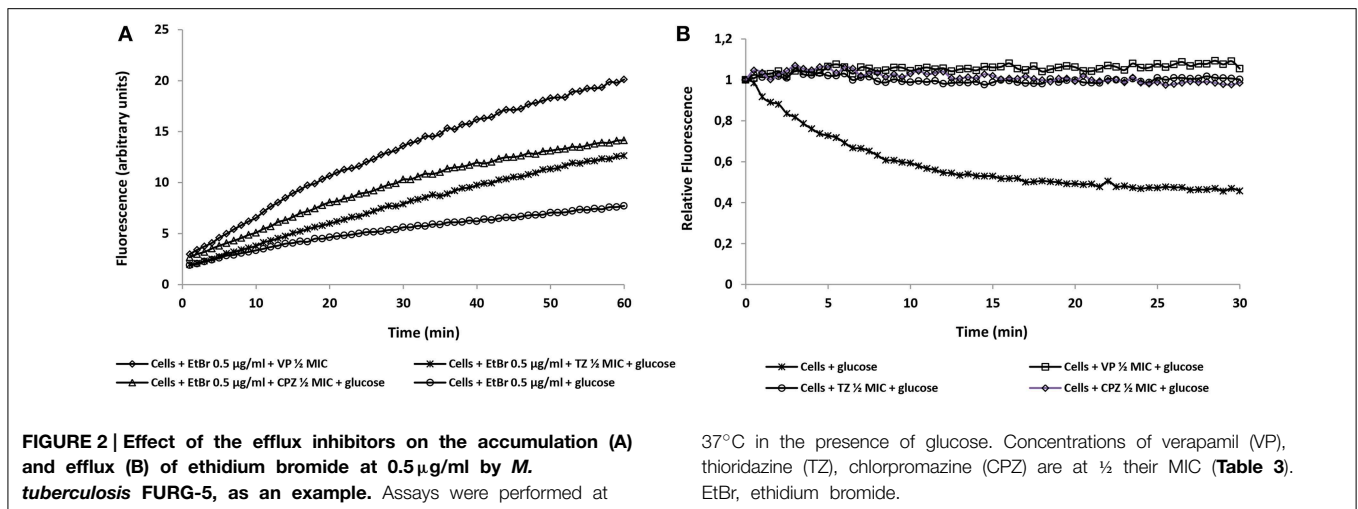 A
Fluorescence (arbitrary units)
25
20
15
10
5
0
0 10 20 30 40 50 60
Time (min)
Cells + EtBr 0.5 µg/ml + VP ½ MIC
Cells + EtBr 0.5 µg/ml + TZ ½ MIC + glucose
Cells + EtBr 0.5 µg/ml + CPZ ½ MIC + glucose
Cells + EtBr 0.5 µg/ml + glucose
B
Relative Fluorescence
1,2
1
0,8
0,6
0,4
0,2
0
0 5 10 15 20 25 30
Time (min)
Cells + glucose
Cells + VP ½ MIC + glucose
Cells + TZ ½ MIC + glucose
Cells + CPZ ½ MIC + glucose
FIGURE 2 | Effect of the efflux inhibitors on the accumulation (A)
and efflux (B) of ethidium bromide at 0.5 µg/ml by M.
tuberculosis FURG-5, as an example. Assays were performed at
37°C in the presence of glucose. Concentrations of verapamil (VP),
thioridazine (TZ), chlorpromazine (CPZ) are at ½ their MIC (Table 3).
EtBr, ethidium bromide.